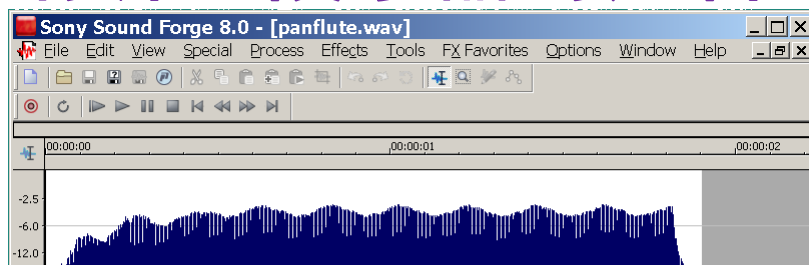 Sony Sound Forge 8.0 - [panflute.wav]
File Edit View Special Process Effects Tools FX Favorites Options Window Help
00:00:00 00:00:01 00:00:02
-2.5
-6.0
-12.0